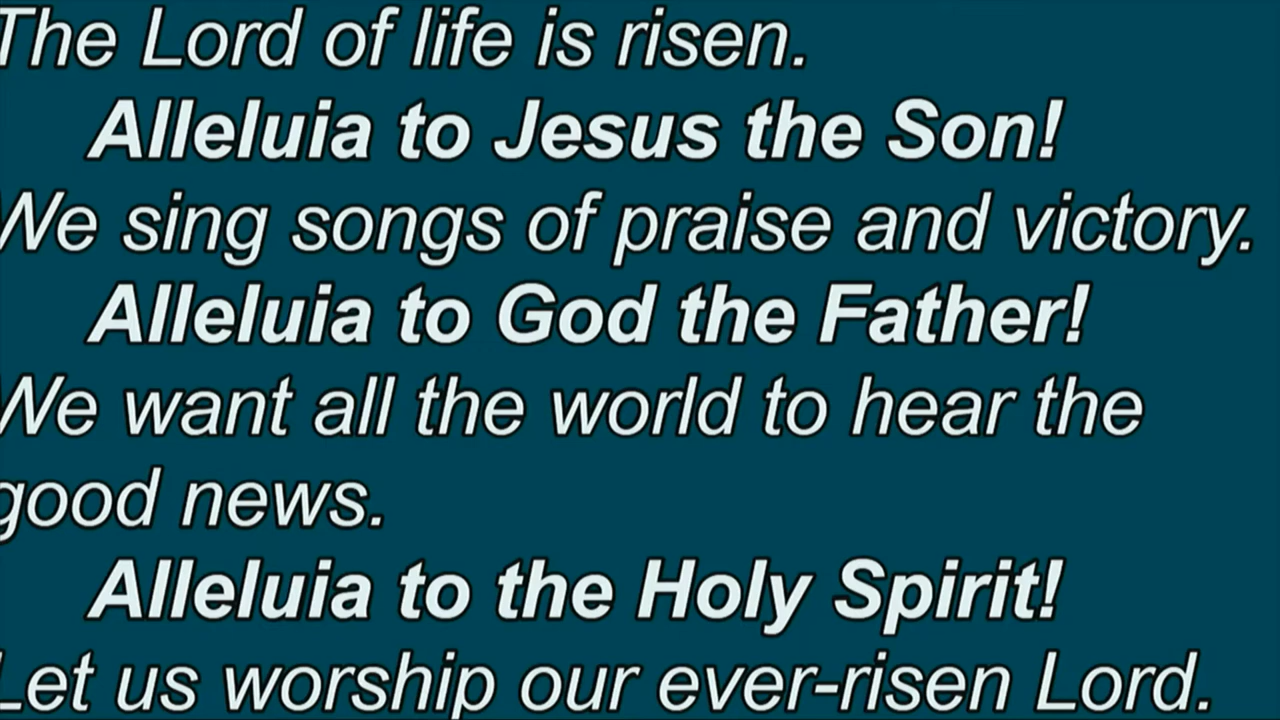 The Lord of life is risen.
Alleluia to Jesus the Son!
We sing songs of praise and victory.
Alleluia to God the Father!
We want all the world to hear the
good news.
Alleluia to the Holy Spirit!
Let us worship our ever-risen Lord.